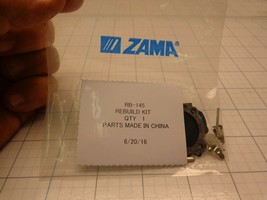 ZAMA
RB-145
REBUILD KIT
QTY 1
PARTS MADE IN CHINA
6/20/16